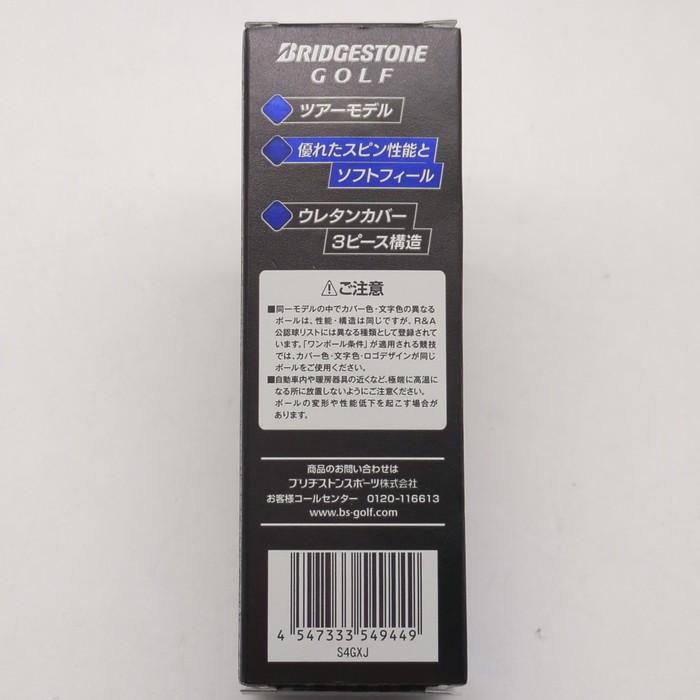 BRIDGESTONE
GOLF
ツアーモデル
優れたスピン性能と
ソフトフィール
ウレタンカバー
3ピース構造
⚠ご注意
■同一モデルの中でカバー色・文字色の異なる
ボールは、性能・構造は同じですが、R&A
公認球リストには異なる種類として登録されて
います。「ワンボール条件」が適用される競技
では、カバー色・文字色・ロゴデザインが同じ
ボールをご使用ください。
■自動車内や暖房器具の近くなど、極端に高温に
なる所に放置しないようにご注意ください。
ボールの変形や性能低下を起こす場合が
あります。
商品のお問い合わせは
ブリヂストンスポーツ株式会社
お客様コールセンター 0120-116613
www.bs-golf.com
4 547333 549449
S4GXJ